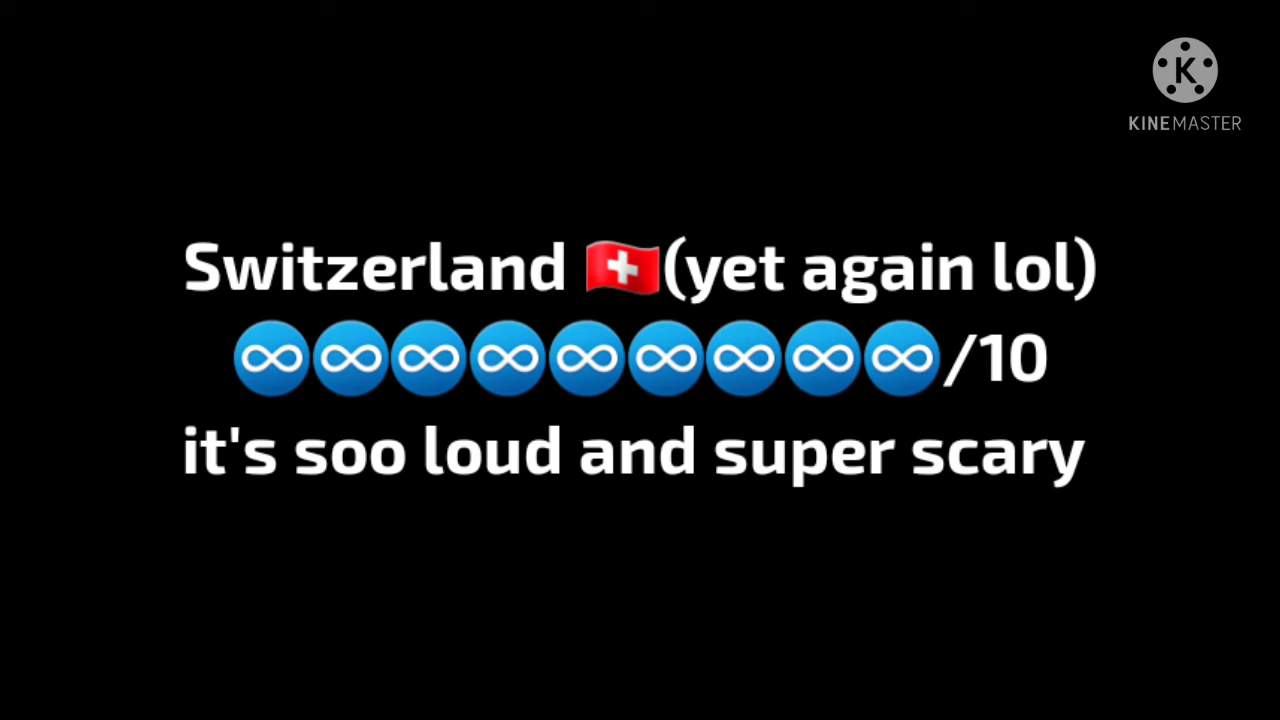 KINEMASTER
Switzerland 🇨🇭(yet again lol)
♾️♾️♾️♾️♾️♾️♾️♾️♾️/10
it's soo loud and super scary